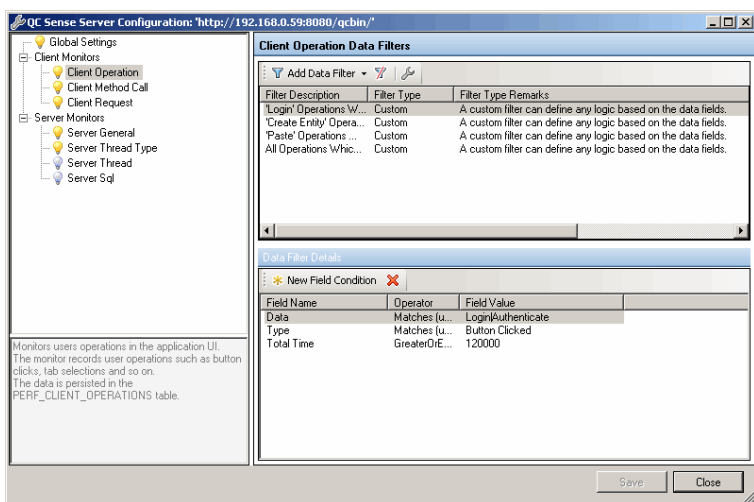 QC Sense Server Configuration: 'http://192.168.0.59:8080/qcbin/'
Global Settings
Client Monitors
Client Operation
Client Method Call
Client Request
Server Monitors
Server General
Server Thread Type
Server Thread
Server Sql
Monitors users operations in the application UI.
The monitor records user operations such as button
clicks, tab selections and so on.
The data is persisted in the
PERF_CLIENT_OPERATIONS table.
Client Operation Data Filters
Add Data Filter
Filter Description Filter Type Filter Type Remarks
'Login' Operations W... Custom A custom filter can define any logic based on the data fields.
'Create Entity' Opera... Custom A custom filter can define any logic based on the data fields.
'Paste' Operations ... Custom A custom filter can define any logic based on the data fields.
All Operations Whic... Custom A custom filter can define any logic based on the data fields.
Data Filter Details
New Field Condition
Field Name Operator Field Value
Data Matches (u... Login|Authenticate
Type Matches (u... Button Clicked
Total Time GreaterOrE... 120000
Save Close